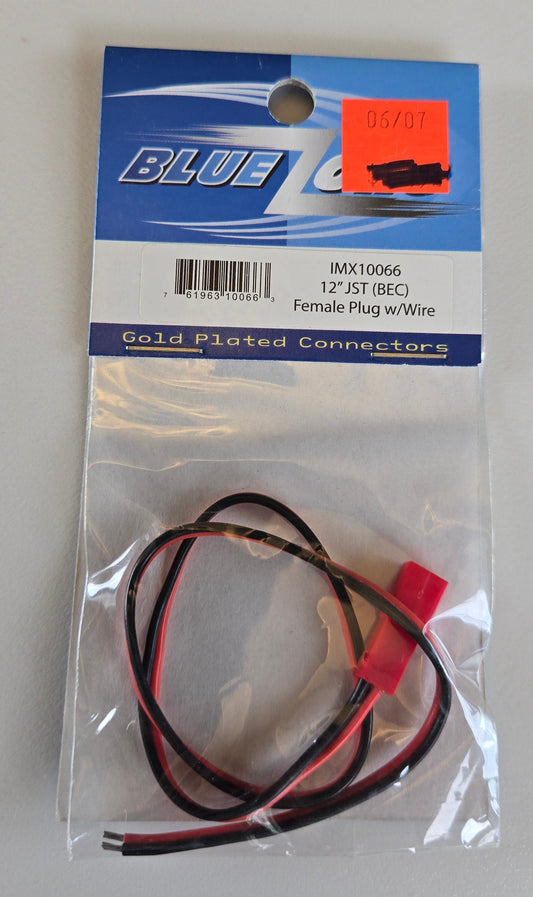 06/07
BLUE
IMX10066
12” JST (BEC)
Female Plug w/Wire
7 61963 10066 3
Gold Plated Connectors